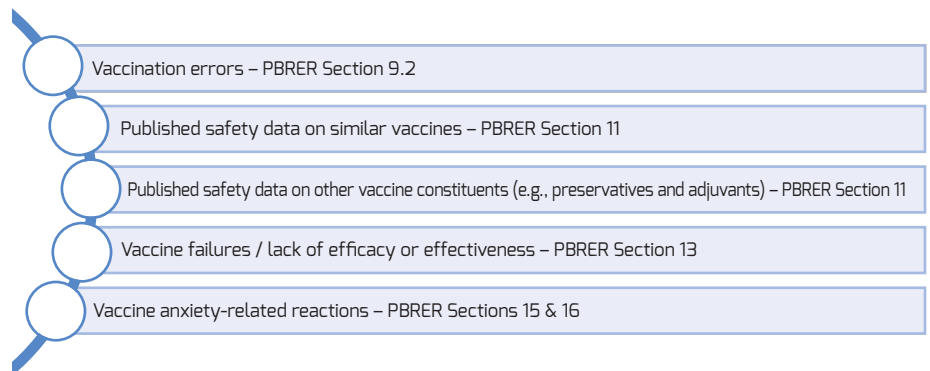 Vaccination errors – PBRER Section 9.2
Published safety data on similar vaccines – PBRER Section 11
Published safety data on other vaccine constituents (e.g., preservatives and adjuvants) – PBRER Section 11
Vaccine failures / lack of efficacy or effectiveness – PBRER Section 13
Vaccine anxiety-related reactions – PBRER Sections 15 & 16